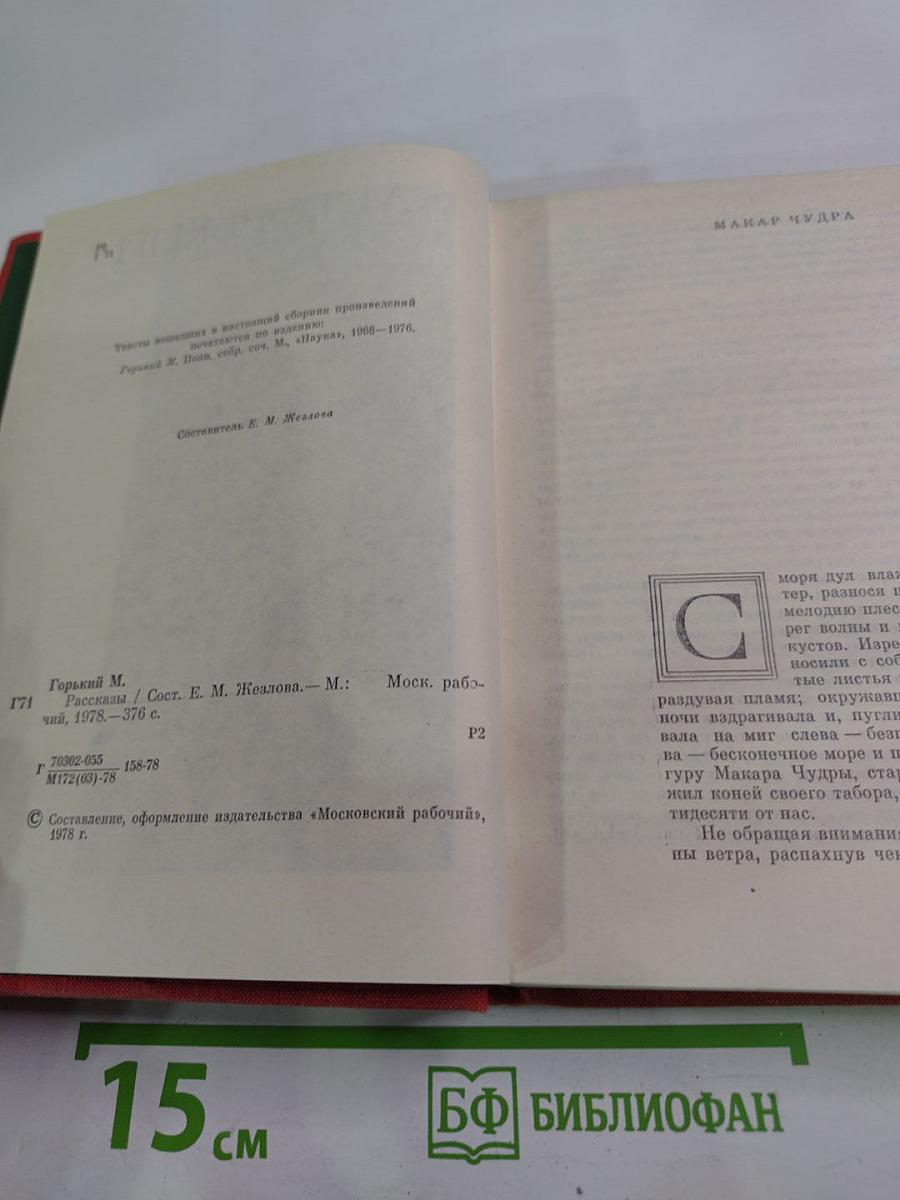 Тексты вошедших в настоящий сборник произведений
печатаются по изданию:
Горький М. Полн. собр. соч. М., «Наука», 1968—1976.
Составитель Е. М. Жезлова
Горький М.
Г71 Рассказы / Сост. Е. М. Жезлова.— М.: Моск. рабо-
чий, 1978.—376 с.
Р2
Г 70302-055
М172(03)-78 158-78
© Составление, оформление издательства «Московский рабочий»,
1978 г.
МАКАР ЧУДРА
С моря дул влаж
тер, разнося п
мелодию плес
рег волны и
кустов. Изре
носили с соб
тые листья
раздувая пламя; окружавш
ночи вздрагивала и, пугли
вала на миг слева — безг
ва — бесконечное море и п
гуру Макара Чудры, стар
жил коней своего табора,
тидесяти от нас.
Не обращая внимания
ны ветра, распахнув чек
15 см
БФ БИБЛИОФАН